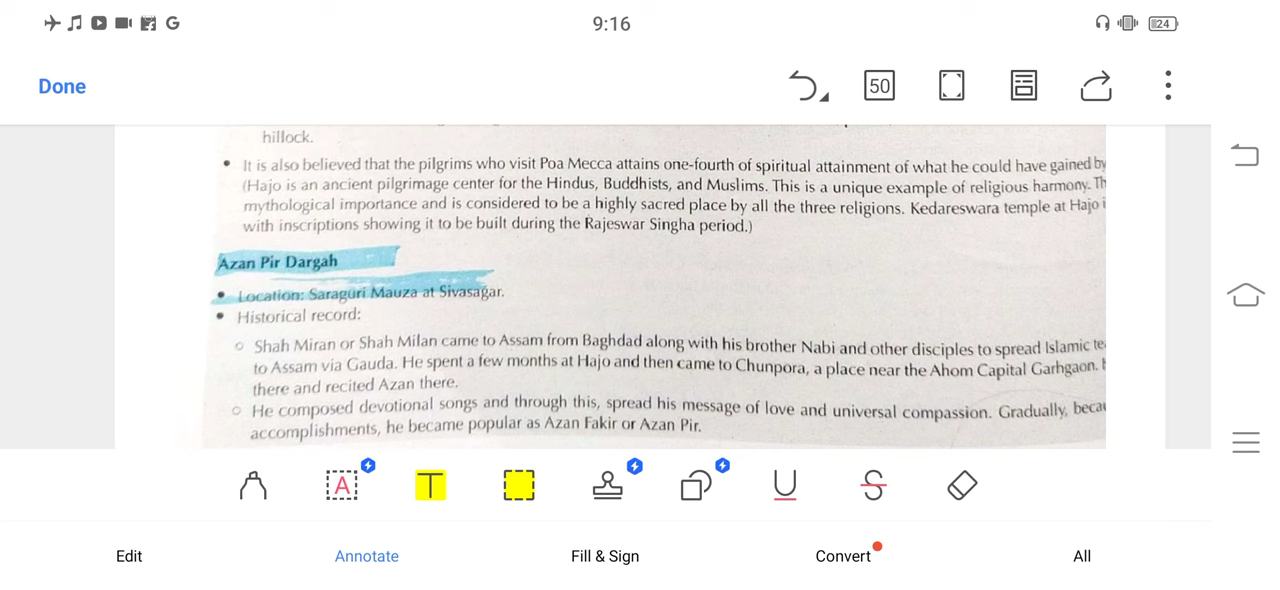 9:16
24
Done
50
hillock.
• It is also believed that the pilgrims who visit Poa Mecca attains one-fourth of spiritual attainment of what he could have gained by
(Hajo is an ancient pilgrimage center for the Hindus, Buddhists, and Muslims. This is a unique example of religious harmony. Th
mythological importance and is considered to be a highly sacred place by all the three religions. Kedareswara temple at Hajo i
with inscriptions showing it to be built during the Rajeswar Singha period.)
Azan Pir Dargah
• Location: Saraguri Mauza at Sivasagar.
• Historical record:
o Shah Miran or Shah Milan came to Assam from Baghdad along with his brother Nabi and other disciples to spread Islamic te
to Assam via Gauda. He spent a few months at Hajo and then came to Chunpora, a place near the Ahom Capital Garhgaon.
there and recited Azan there.
o He composed devotional songs and through this, spread his message of love and universal compassion. Gradually, becau
accomplishments, he became popular as Azan Fakir or Azan Pir.
A
T
U
S
Edit
Annotate
Fill & Sign
Convert
All